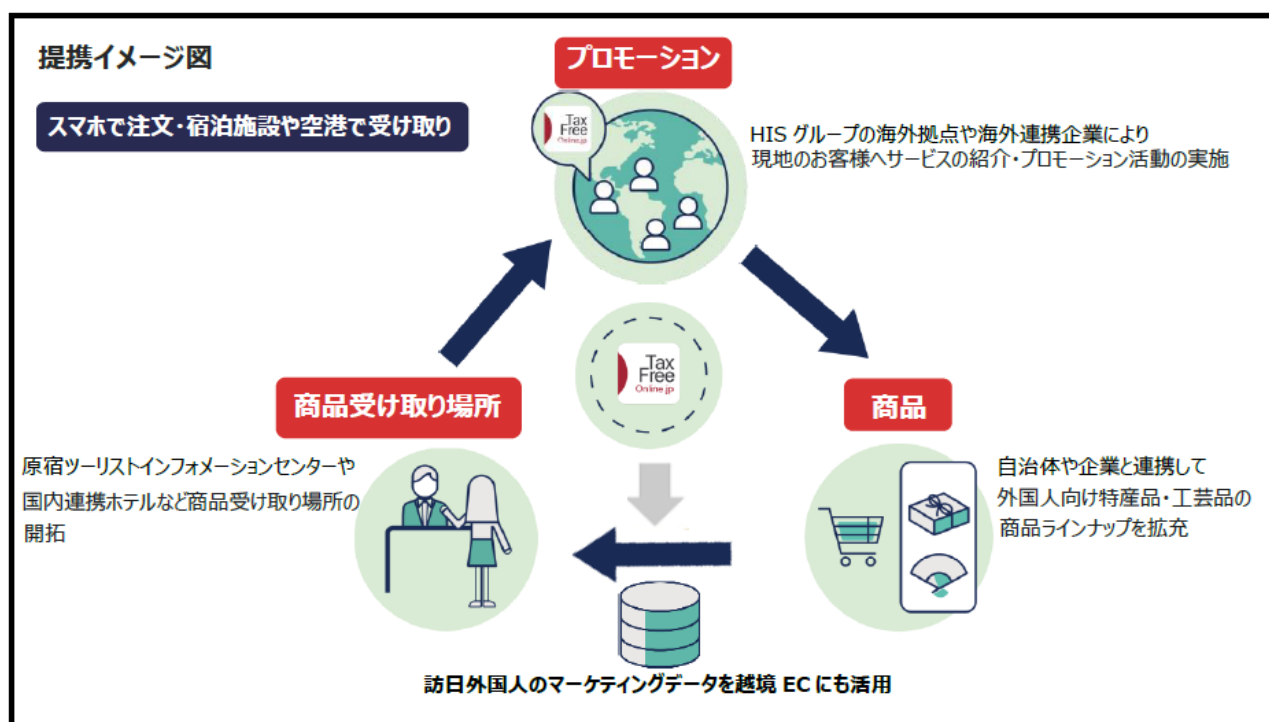 提携イメージ図
スマホで注文・宿泊施設や空港で受け取り
プロモーション
Tax
Free
Online.jp
HIS グループの海外拠点や海外連携企業により
現地のお客様へサービスの紹介・プロモーション活動の実施
Tax
Free
Online.jp
商品受け取り場所
原宿ツーリストインフォメーションセンターや
国内連携ホテルなど商品受け取り場所の
開拓
商品
自治体や企業と連携して
外国人向け特産品・工芸品の
商品ラインナップを拡充
訪日外国人のマーケティングデータを越境 EC にも活用